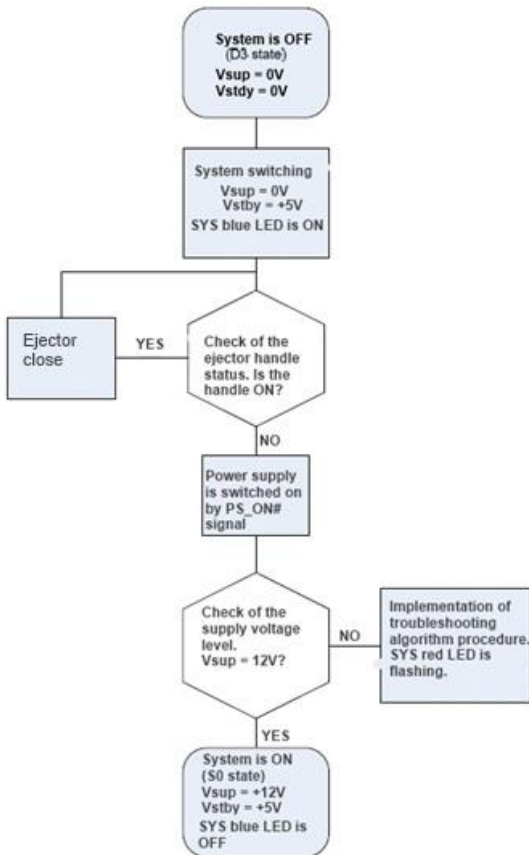 System is OFF
(D3 state)
Vsup = 0V
Vstdy = 0V
System switching
Vsup = 0V
Vstby = +5V
SYS blue LED is ON
Ejector
close
YES
Check of the
ejector handle
status. Is the
handle ON?
NO
Power supply
is switched on
by PS_ON#
signal
Check of the
supply voltage
level.
Vsup = 12V?
NO
Implementation of
troubleshooting
algorithm procedure.
SYS red LED is
flashing.
YES
System is ON
(S0 state)
Vsup = +12V
Vstby = +5V
SYS blue LED is
OFF